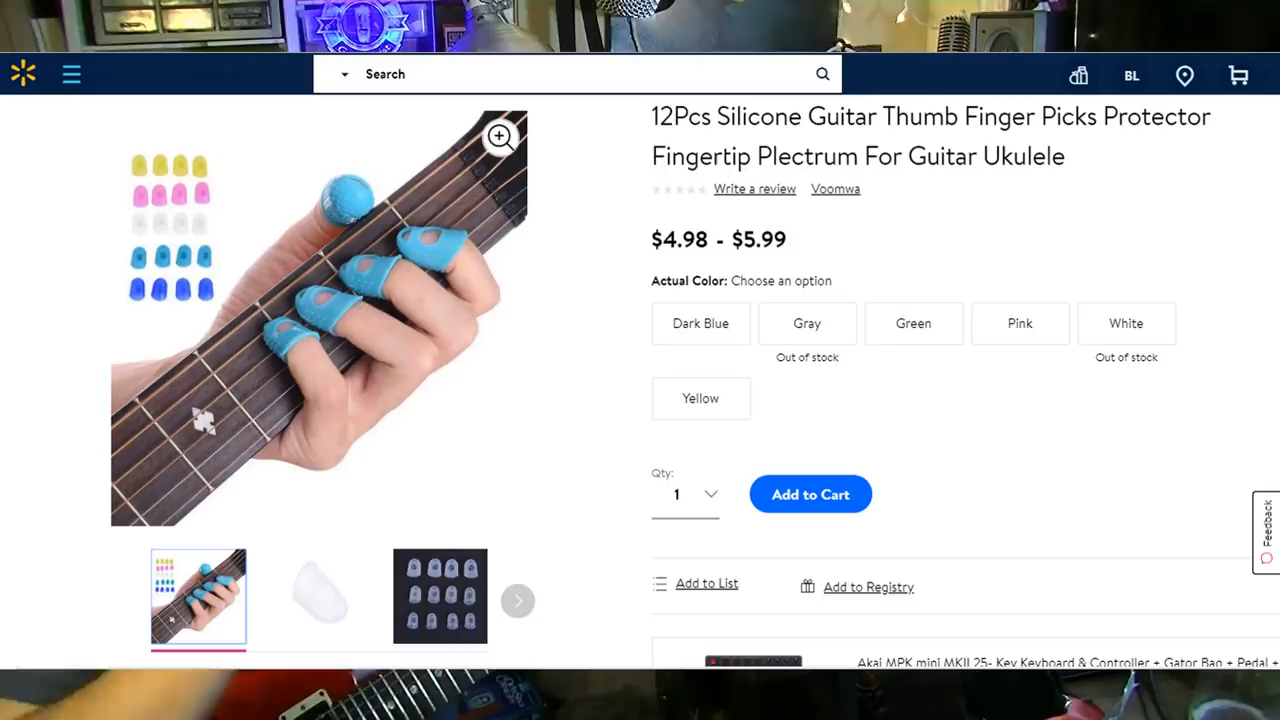 Search
BL
12Pcs Silicone Guitar Thumb Finger Picks Protector
Fingertip Plectrum For Guitar Ukulele
Write a review Voomwa
$4.98 - $5.99
Actual Color: Choose an option
Dark Blue Gray Green Pink White
Out of stock Out of stock
Yellow
Qty:
1 Add to Cart
Feedback
Add to List Add to Registry
Akai MPK mini MKII 25- Key Keyboard & Controller + Gator Bag + Pedal +